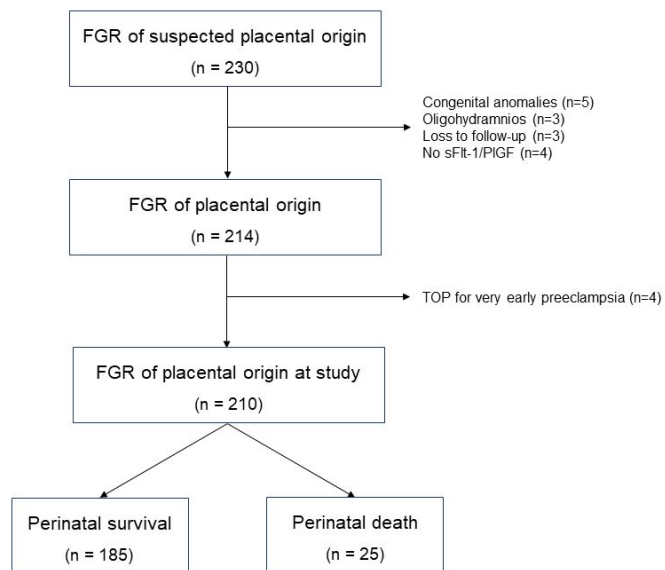 FGR of suspected placental origin
(n = 230)
Congenital anomalies (n=5)
Oligohydramnios (n=3)
Loss to follow-up (n=3)
No sFlt-1/PlGF (n=4)
FGR of placental origin
(n = 214)
TOP for very early preeclampsia (n=4)
FGR of placental origin at study
(n = 210)
Perinatal survival
(n = 185)
Perinatal death
(n = 25)